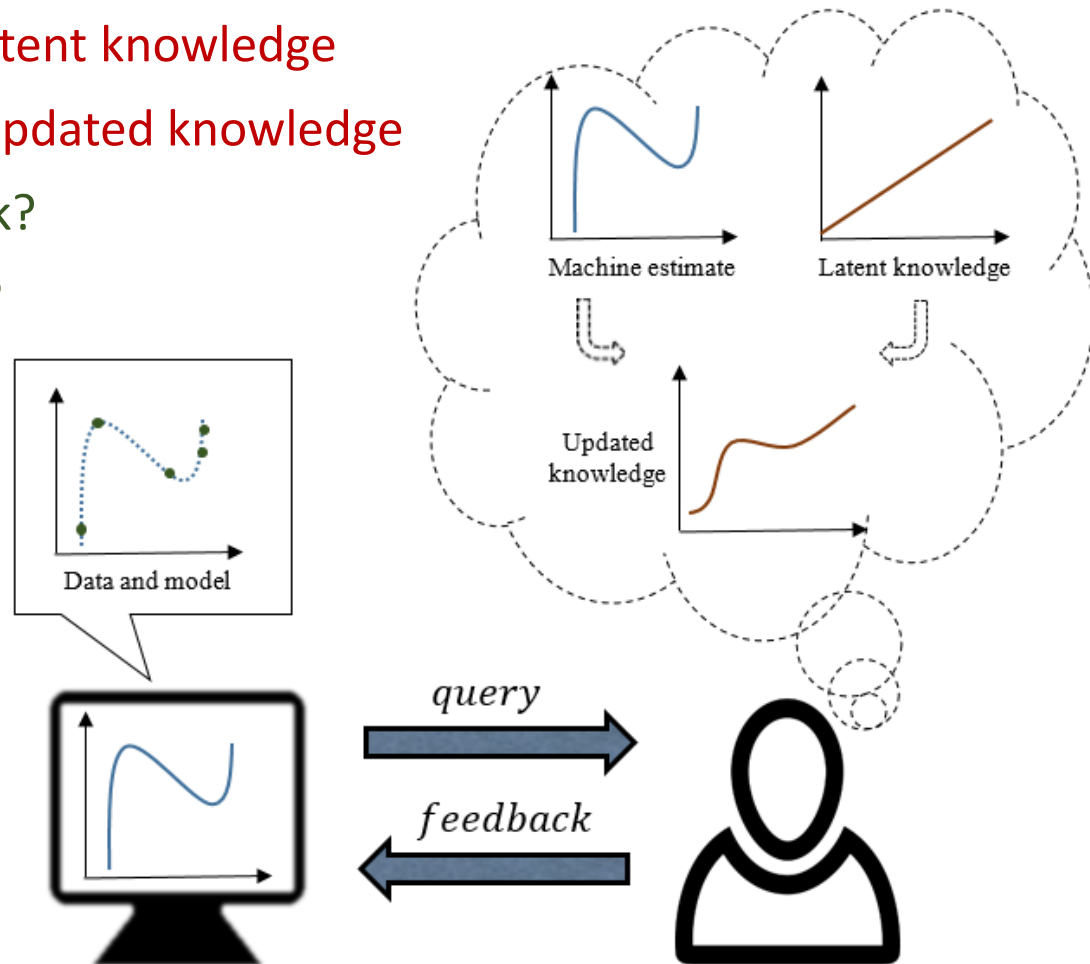 tent knowledge
pdated knowledge
k?
Machine estimate
Latent knowledge
Updated
knowledge
Data and model
query
feedback